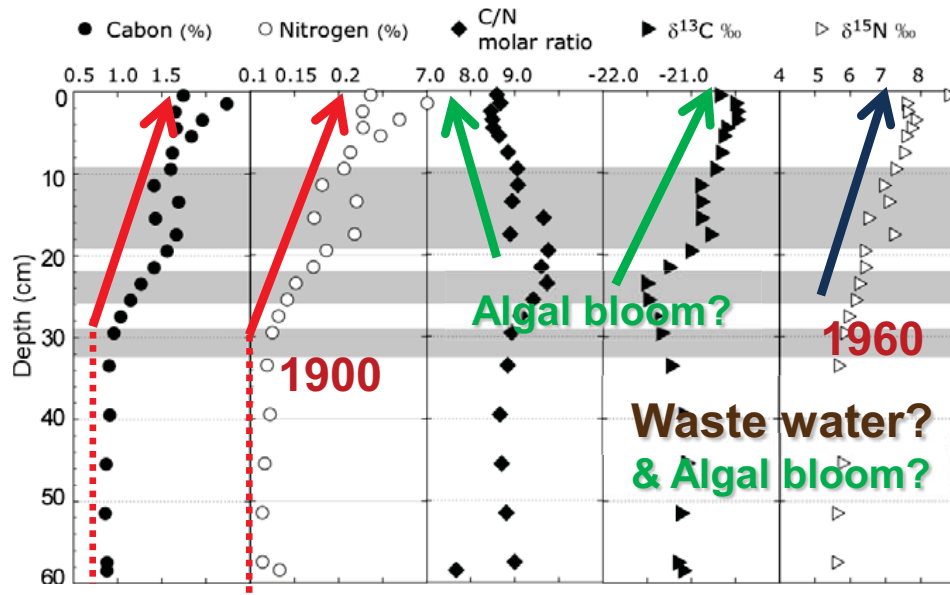 Cabon (%)
Nitrogen (%)
C/N
molar ratio
δ13C ‰
δ15N ‰
0.5 1.0 1.5
0.1 0.15 0.2
7.0 8.0 9.0
-22.0 -21.0
4 5 6 7 8
Depth (cm)
0
10
20
30
40
50
60
Algal bloom?
1900
1960
Waste water?
& Algal bloom?